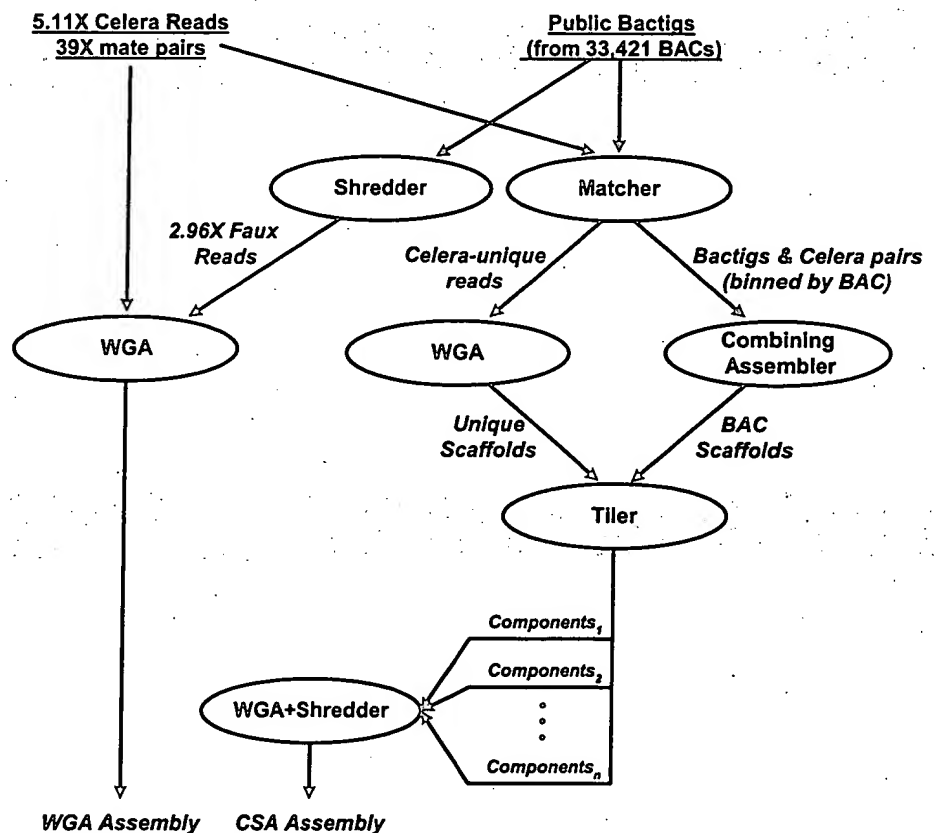 5.11X Celera Reads
39X mate pairs
Public Bactigs
(from 33,421 BACs)
Shredder
Matcher
2.96X Faux
Reads
Celera-unique
reads
Bactigs & Celera pairs
(binned by BAC)
WGA
WGA
Combining
Assembler
Unique
Scaffolds
BAC
Scaffolds
Tiler
Components1
Components2
WGA+Shredder
Componentsn
WGA Assembly
CSA Assembly